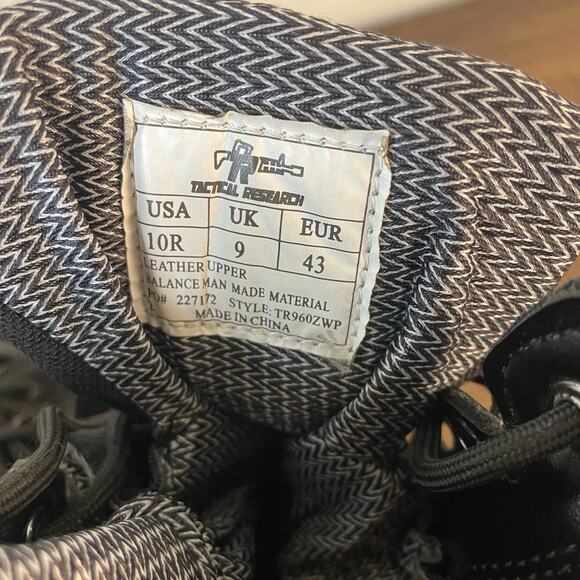 TACTICAL RESEARCH
USA UK EUR
10R 9 43
LEATHER UPPER
BALANCE MAN MADE MATERIAL
PO# 227172 STYLE: TR960ZWP
MADE IN CHINA